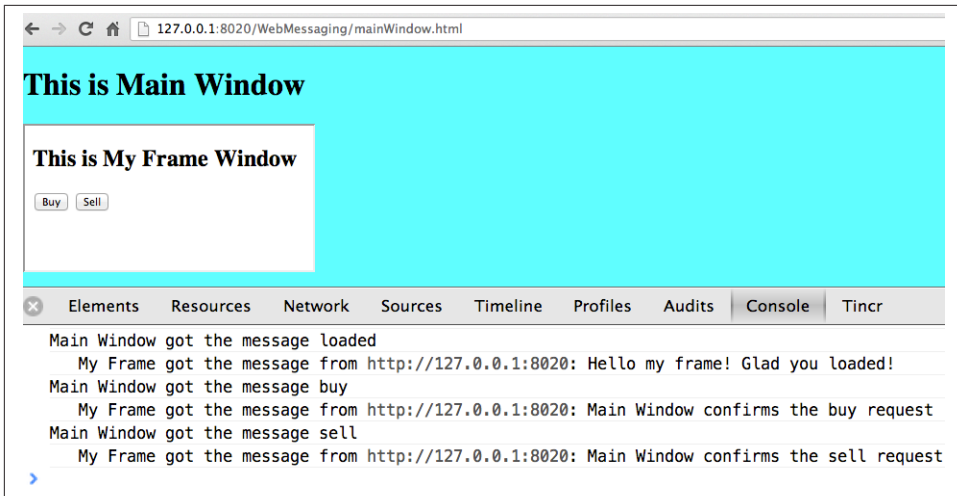 127.0.0.1:8020/WebMessaging/mainWindow.html
This is Main Window
This is My Frame Window
Buy Sell
Elements Resources Network Sources Timeline Profiles Audits Console Tincr
Main Window got the message loaded
My Frame got the message from http://127.0.0.1:8020: Hello my frame! Glad you loaded!
Main Window got the message buy
My Frame got the message from http://127.0.0.1:8020: Main Window confirms the buy request
Main Window got the message sell
My Frame got the message from http://127.0.0.1:8020: Main Window confirms the sell request